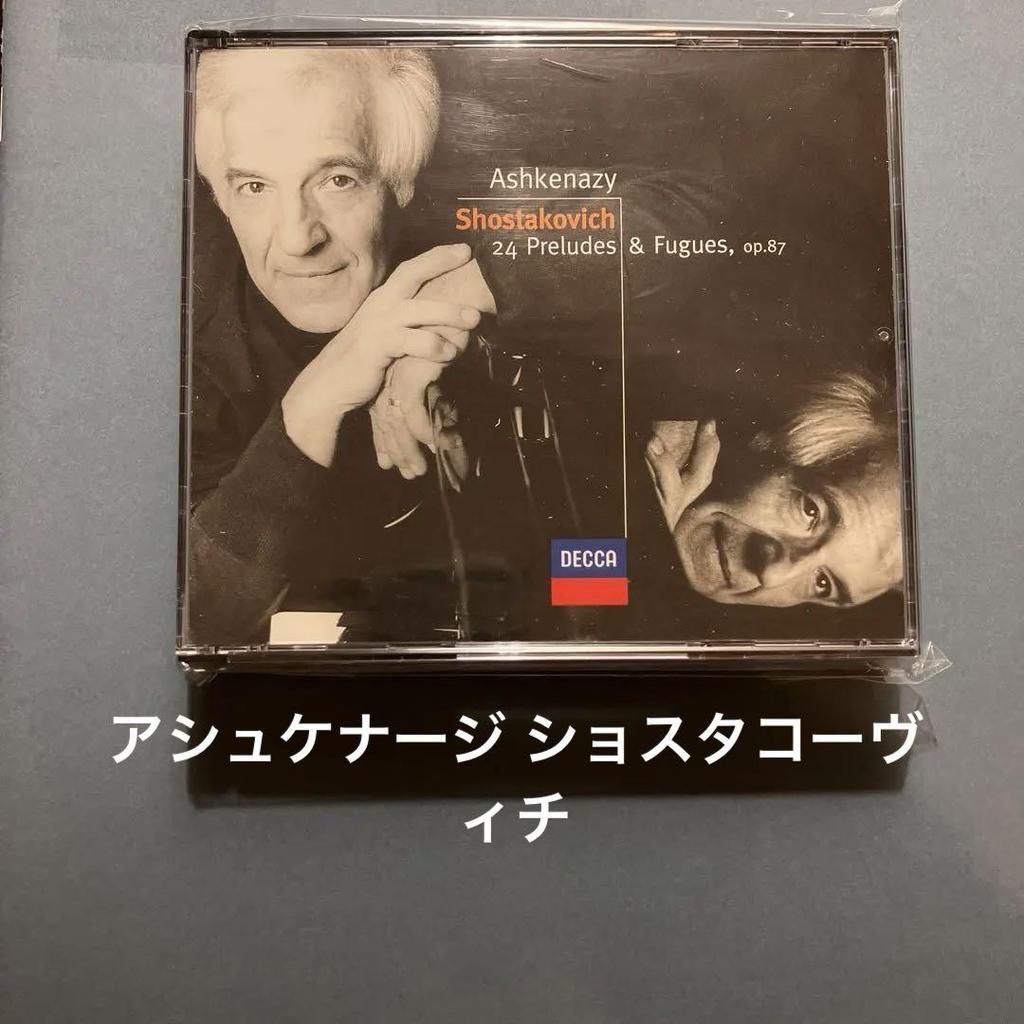 Ashkenazy
Shostakovich
24 Preludes & Fugues, op.87
DECCA
アシュケナージ ショスタコーヴ
ィチ